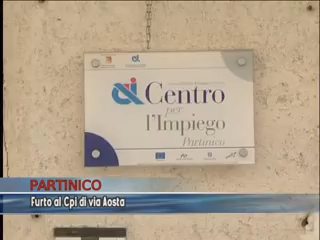 Centro
per
l'Impiego
Partinico
PARTINICO
Furto al Cpi di via Aosta